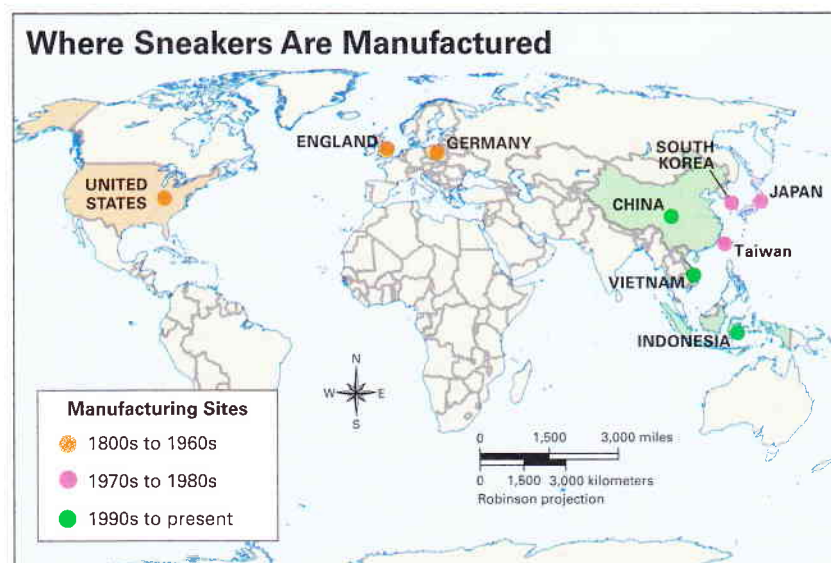 Where Sneakers Are Manufactured
ENGLAND
GERMANY
SOUTH
KOREA
JAPAN
UNITED
STATES
CHINA
Taiwan
VIETNAM
INDONESIA
N
W E
S
Manufacturing Sites
1800s to 1960s
1970s to 1980s
1990s to present
0 1,500 3,000 miles
0 1,500 3,000 kilometers
Robinson projection